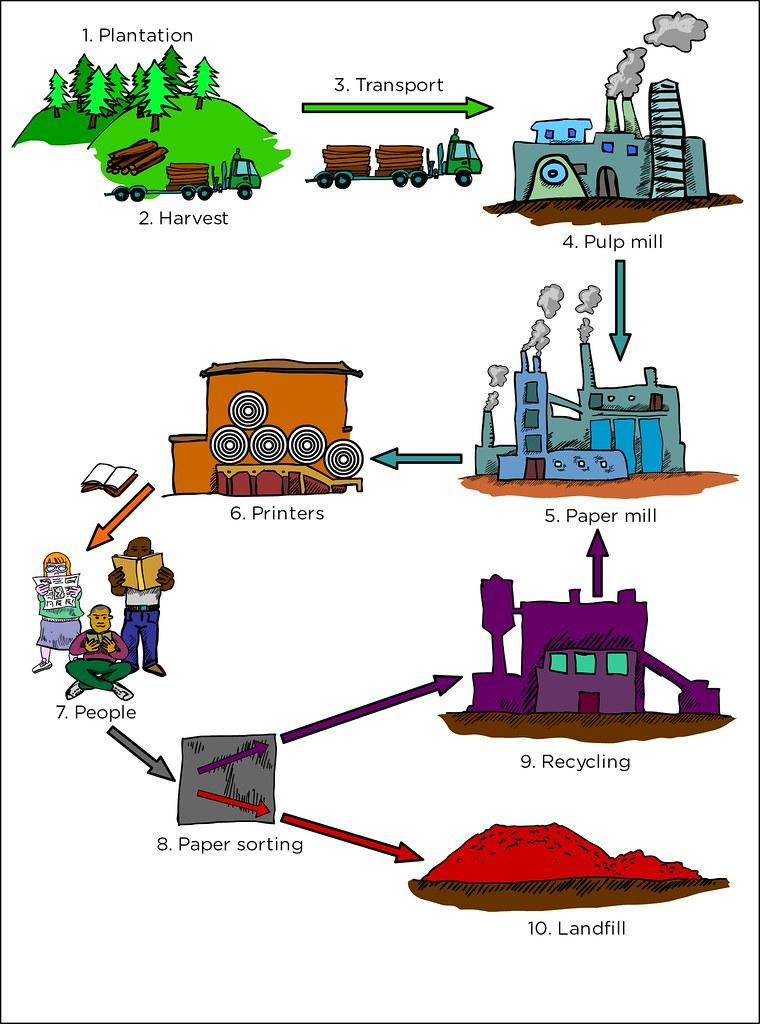 1. Plantation
3. Transport
2. Harvest
4. Pulp mill
6. Printers
5. Paper mill
7. People
9. Recycling
8. Paper sorting
10. Landfill